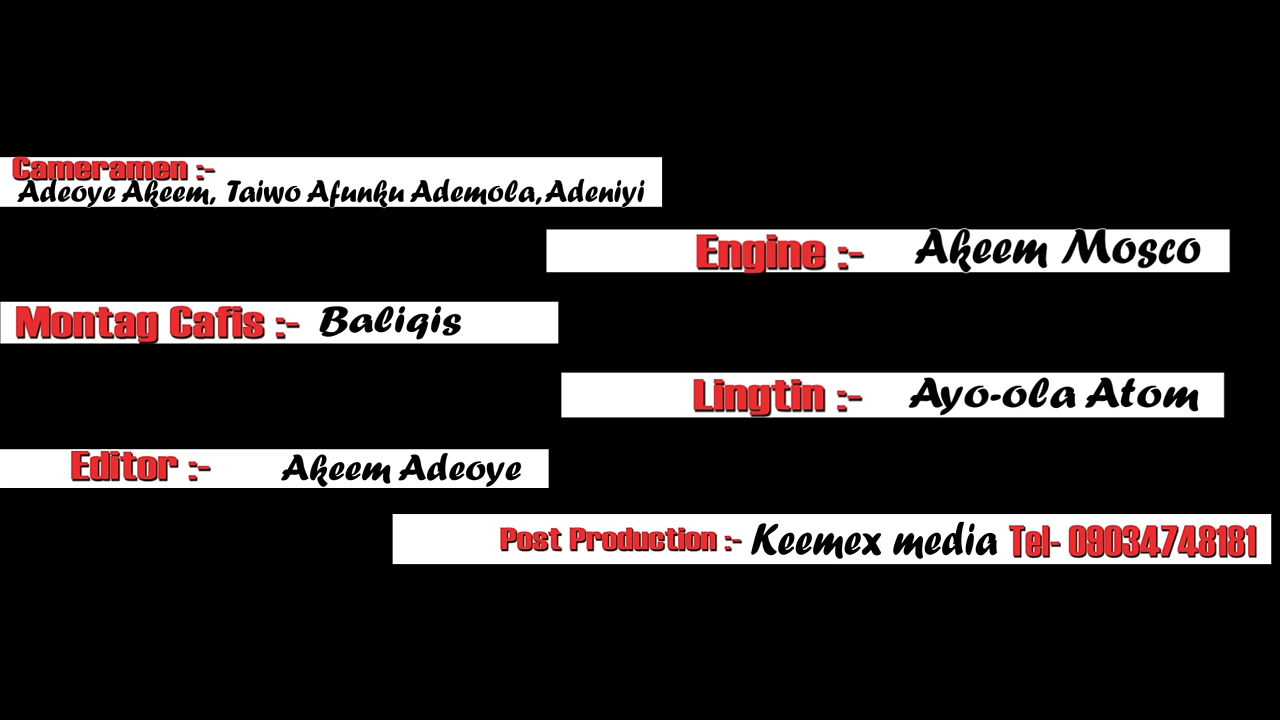 Cameramen :-
Adeoye Akeem, Taiwo Afunku Ademola, Adeniyi
Engine :- Akeem Mosco
Montag Cafis :- Baliqis
Lingtin :- Ayo-ola Atom
Editor :- Akeem Adeoye
Post Production :- Keemex media Tel- 09034748181